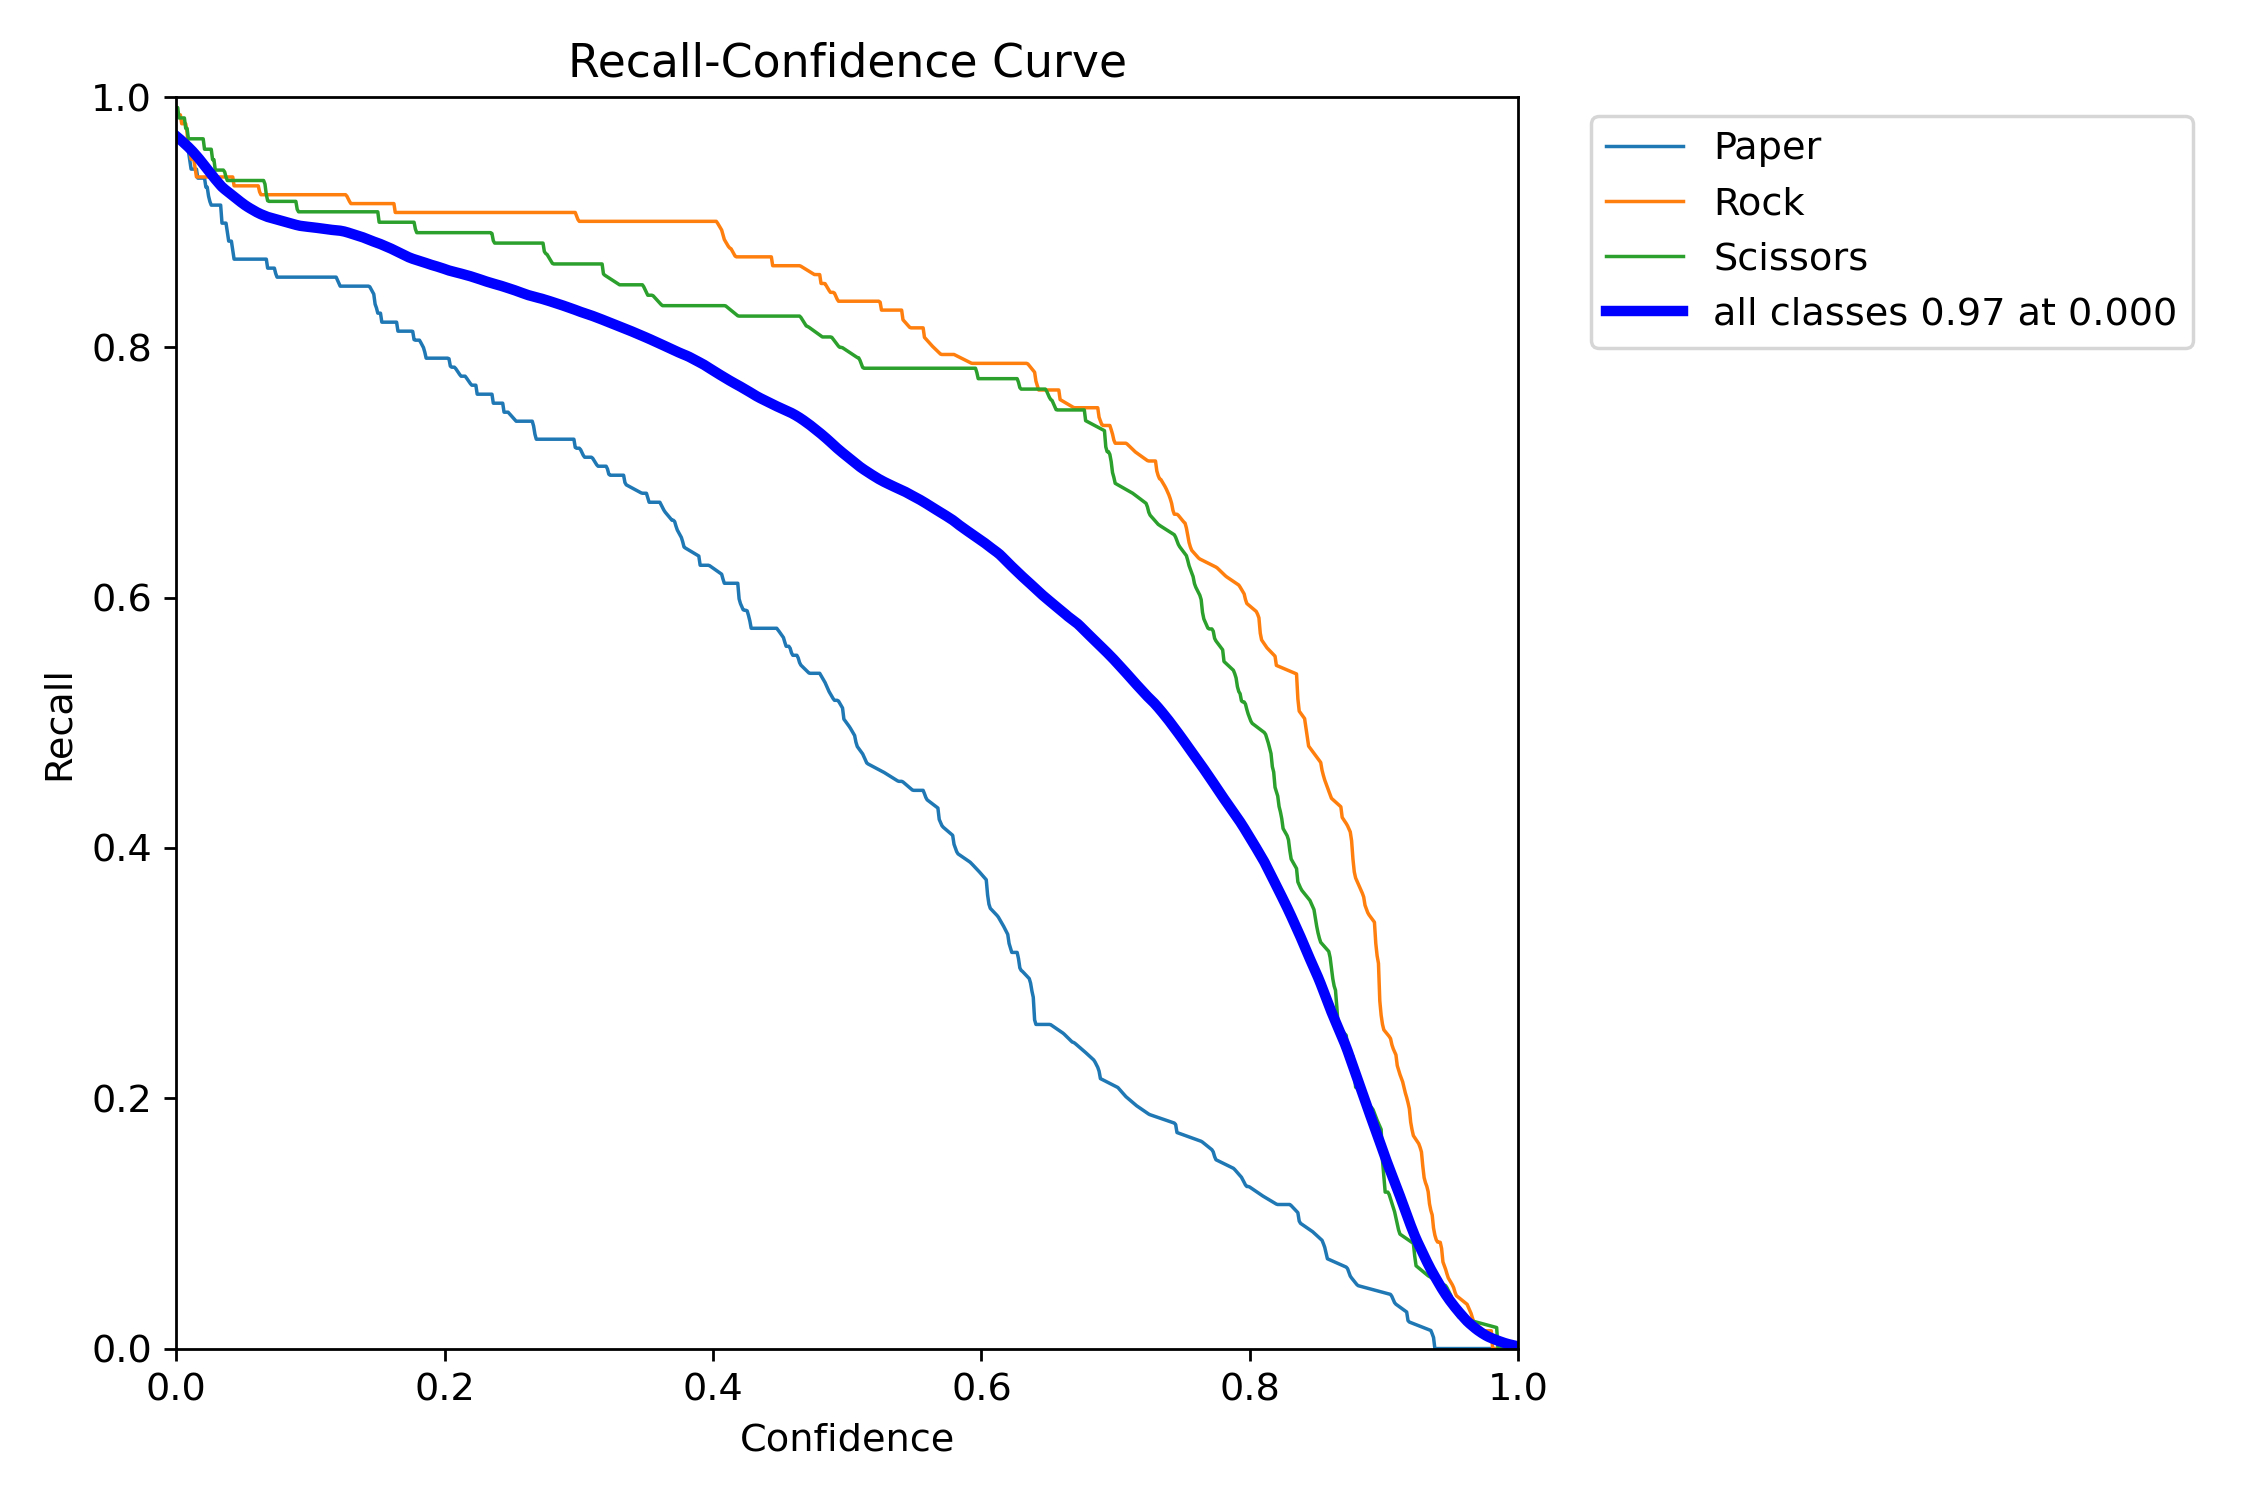 Recall-Confidence Curve
1.0
0.8
0.6
0.4
0.2
0.0
Recall
0.0 0.2 0.4 0.6 0.8 1.0
Confidence
Paper
Rock
Scissors
all classes 0.97 at 0.000